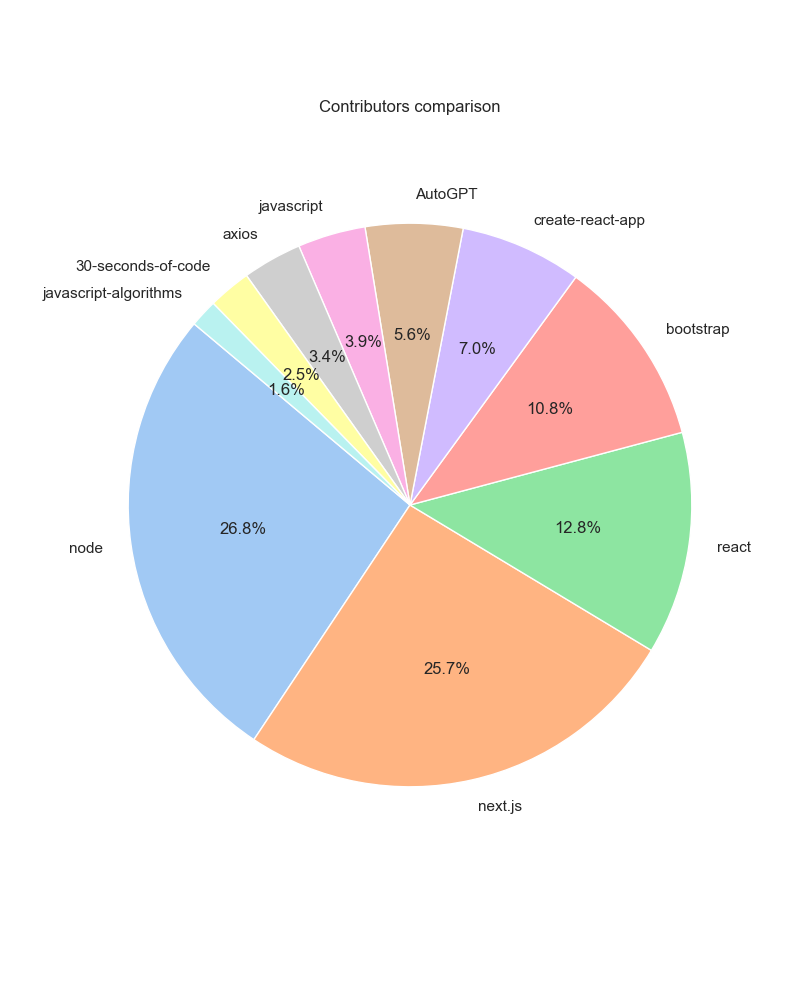 Contributors comparison
AutoGPT
javascript
create-react-app
axios
30-seconds-of-code
javascript-algorithms
bootstrap
5.6%
3.9%
7.0%
3.4%
2.5%
1.6%
10.8%
26.8%
12.8%
node
react
25.7%
next.js